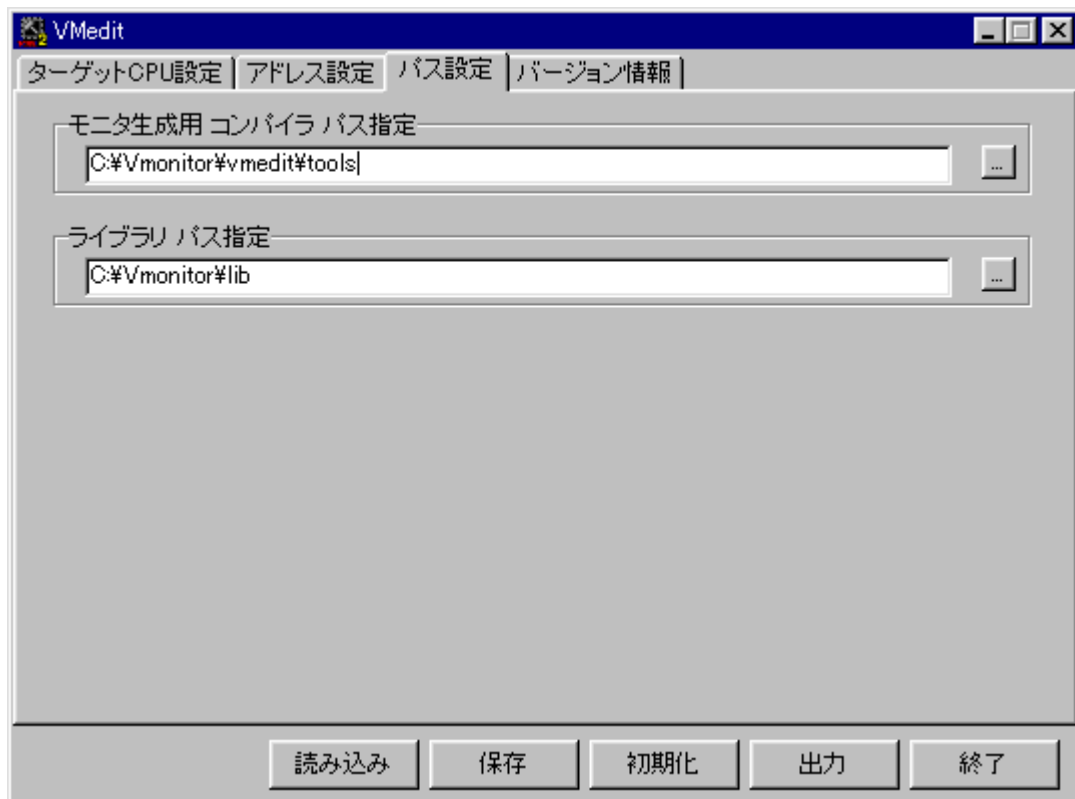 VMedit
ターゲットCPU設定 アドレス設定 パス設定 バージョン情報
モニタ生成用 コンパイラ パス指定
C:¥Vmonitor¥vmedit¥tools
...
ライブラリ パス指定
C:¥Vmonitor¥lib
...
読み込み 保存 初期化 出力 終了